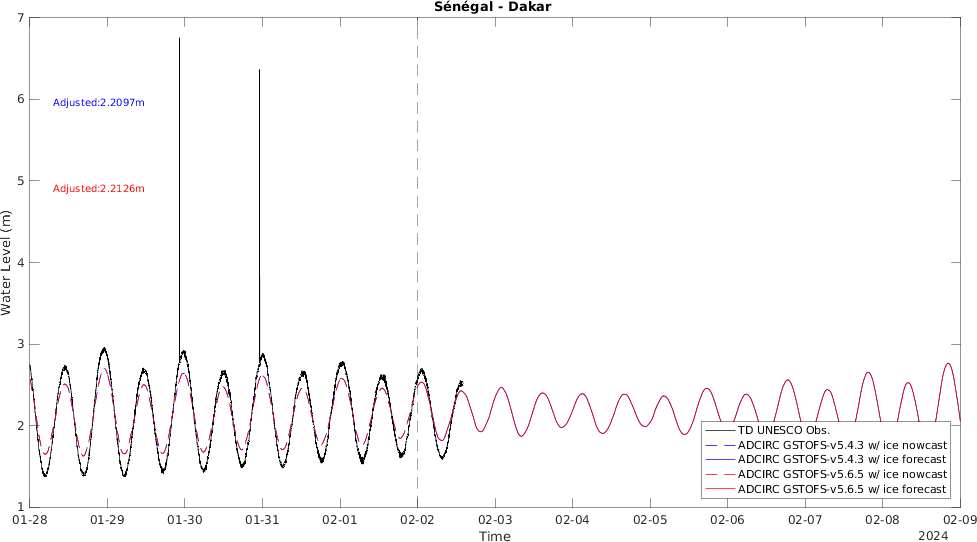 Sénégal - Dakar
7
6
5
4
3
2
1
Water Level (m)
Adjusted:2.2097m
Adjusted:2.2126m
TD UNESCO Obs.
ADCIRC GSTOFS-v5.4.3 w/ ice nowcast
ADCIRC GSTOFS-v5.4.3 w/ ice forecast
ADCIRC GSTOFS-v5.6.5 w/ ice nowcast
ADCIRC GSTOFS-v5.6.5 w/ ice forecast
01-28 01-29 01-30 01-31 02-01 02-02 02-03 02-04 02-05 02-06 02-07 02-08 02-09
Time
2024